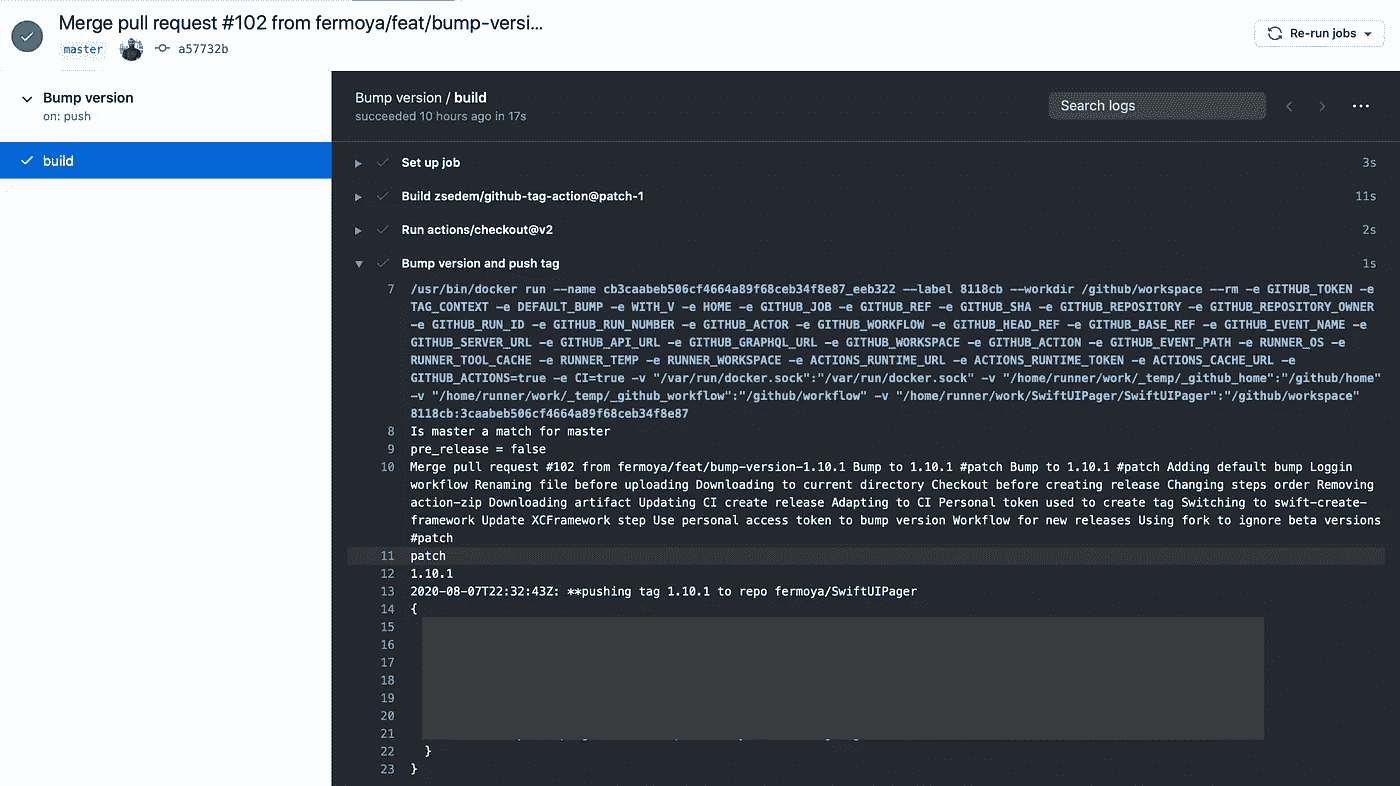 Merge pull request #102 from fermoya/feat/bump-versi...
master a57732b
Re-run jobs
Bump version
on: push
build
Bump version / build
succeeded 10 hours ago in 17s
Search logs
Set up job 3s
Build zsedem/github-tag-action@patch-1 11s
Run actions/checkout@v2 2s
Bump version and push tag 1s
7 /usr/bin/docker run --name cb3caabeb506cf4664a89f68ceb34f8e87_eeb322 --label 8118cb --workdir /github/workspace --rm -e GITHUB_TOKEN -e
TAG_CONTEXT -e DEFAULT_BUMP -e WITH_V -e HOME -e GITHUB_JOB -e GITHUB_REF -e GITHUB_SHA -e GITHUB_REPOSITORY -e GITHUB_REPOSITORY_OWNER
-e GITHUB_RUN_ID -e GITHUB_RUN_NUMBER -e GITHUB_ACTOR -e GITHUB_WORKFLOW -e GITHUB_HEAD_REF -e GITHUB_BASE_REF -e GITHUB_EVENT_NAME -e
GITHUB_SERVER_URL -e GITHUB_API_URL -e GITHUB_GRAPHQL_URL -e GITHUB_WORKSPACE -e GITHUB_ACTION -e GITHUB_EVENT_PATH -e RUNNER_OS -e
RUNNER_TOOL_CACHE -e RUNNER_TEMP -e RUNNER_WORKSPACE -e ACTIONS_RUNTIME_URL -e ACTIONS_RUNTIME_TOKEN -e ACTIONS_CACHE_URL -e
GITHUB_ACTIONS=true -e CI=true -v "/var/run/docker.sock":"/var/run/docker.sock" -v "/home/runner/work/_temp/_github_home":"/github/home"
-v "/home/runner/work/_temp/_github_workflow":"/github/workflow" -v "/home/runner/work/SwiftUIPager/SwiftUIPager":"/github/workspace"
8118cb:3caabeb506cf4664a89f68ceb34f8e87
8 Is master a match for master
9 pre_release = false
10 Merge pull request #102 from fermoya/feat/bump-version-1.10.1 Bump to 1.10.1 #patch Bump to 1.10.1 #patch Adding default bump Loggin
workflow Renaming file before uploading Downloading to current directory Checkout before creating release Changing steps order Removing
action-zip Downloading artifact Updating CI create release Adapting to CI Personal token used to create tag Switching to swift-create-
framework Update XCFramework step Use personal access token to bump version Workflow for new releases Using fork to ignore beta versions
#patch
11 patch
12 1.10.1
13 2020-08-07T22:32:43Z: **pushing tag 1.10.1 to repo fermoya/SwiftUIPager
14 {
15
16
17
18
19
20
21
22 }
23 }